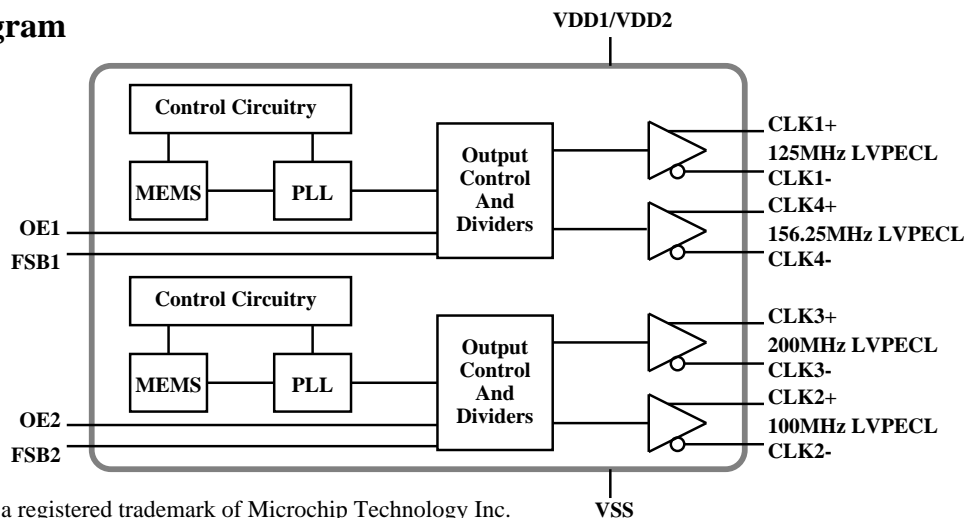 gram
VDD1/VDD2
Control Circuitry
MEMS
PLL
Output
Control
And
Dividers
CLK1+
125MHz LVPECL
CLK1-
CLK4+
156.25MHz LVPECL
CLK4-
OE1
FSB1
Control Circuitry
MEMS
PLL
Output
Control
And
Dividers
CLK3+
200MHz LVPECL
CLK3-
CLK2+
100MHz LVPECL
CLK2-
OE2
FSB2
VSS
a registered trademark of Microchip Technology Inc.